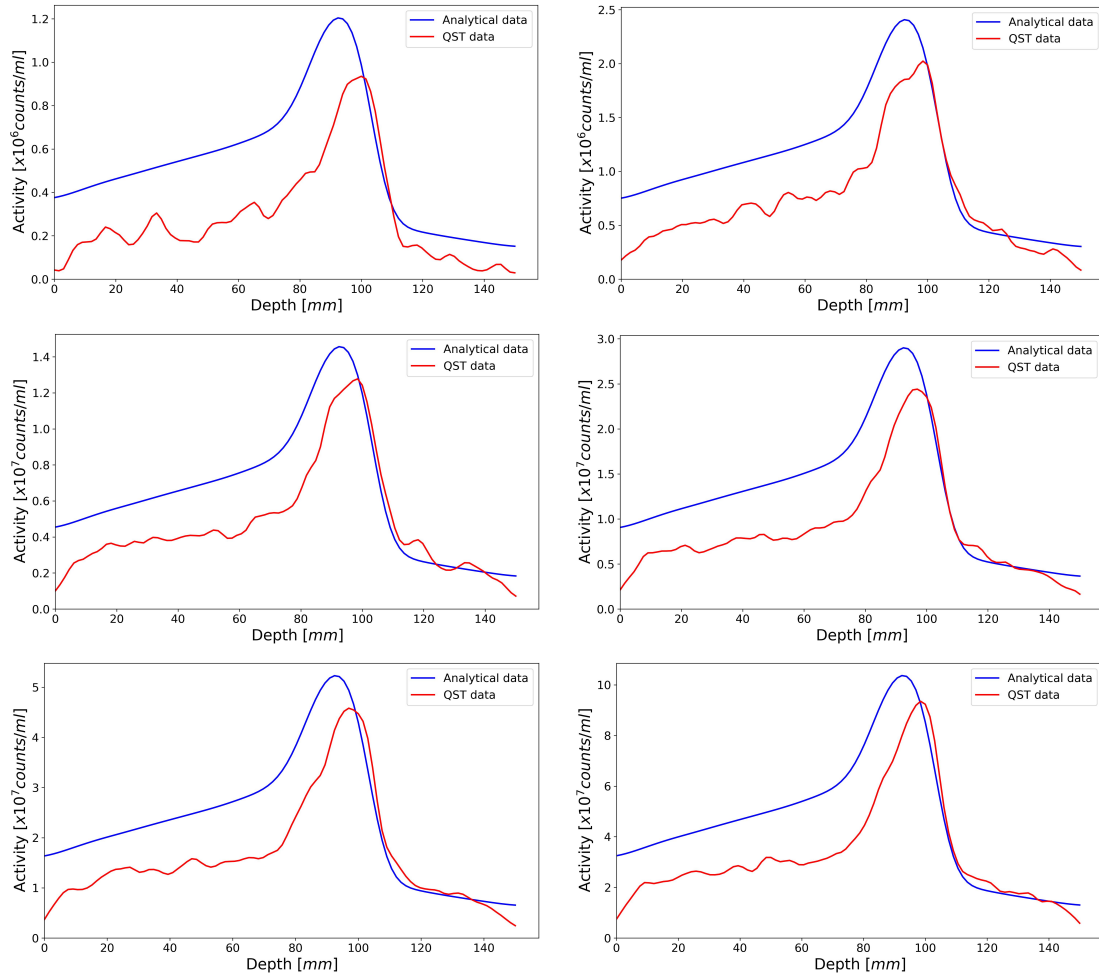 Activity [x10⁶counts/ml]
1.2
1.0
0.8
0.6
0.4
0.2
0.0
Analytical data
QST data
0 20 40 60 80 100 120 140
Depth [mm]
Activity [x10⁶counts/ml]
2.5
2.0
1.5
1.0
0.5
0.0
Analytical data
QST data
0 20 40 60 80 100 120 140
Depth [mm]
Activity [x10⁷counts/ml]
1.4
1.2
1.0
0.8
0.6
0.4
0.2
0.0
Analytical data
QST data
0 20 40 60 80 100 120 140
Depth [mm]
Activity [x10⁷counts/ml]
3.0
2.5
2.0
1.5
1.0
0.5
0.0
Analytical data
QST data
0 20 40 60 80 100 120 140
Depth [mm]
Activity [x10⁷counts/ml]
5
4
3
2
1
0
Analytical data
QST data
0 20 40 60 80 100 120 140
Depth [mm]
Activity [x10⁷counts/ml]
10
8
6
4
2
0
Analytical data
QST data
0 20 40 60 80 100 120 140
Depth [mm]